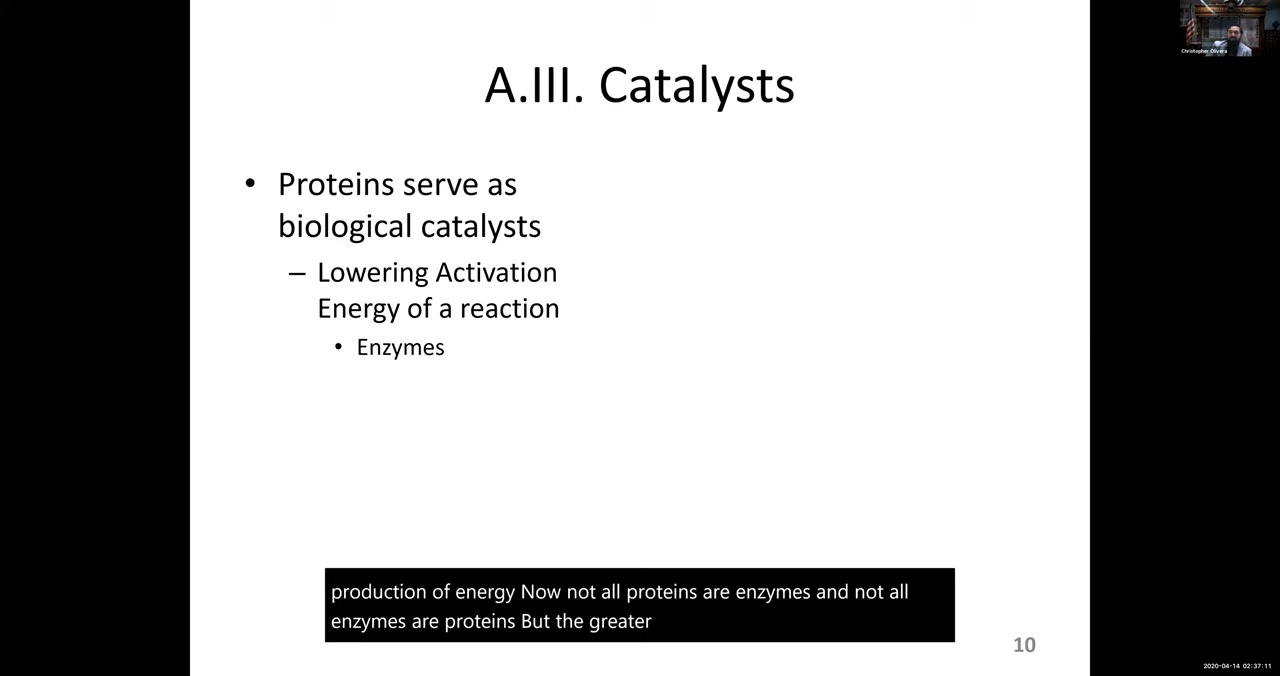 A.III. Catalysts
• Proteins serve as
biological catalysts
– Lowering Activation
Energy of a reaction
• Enzymes
production of energy Now not all proteins are enzymes and not all
enzymes are proteins But the greater
10
Christopher Olivera
2020-04-14 02:37:11